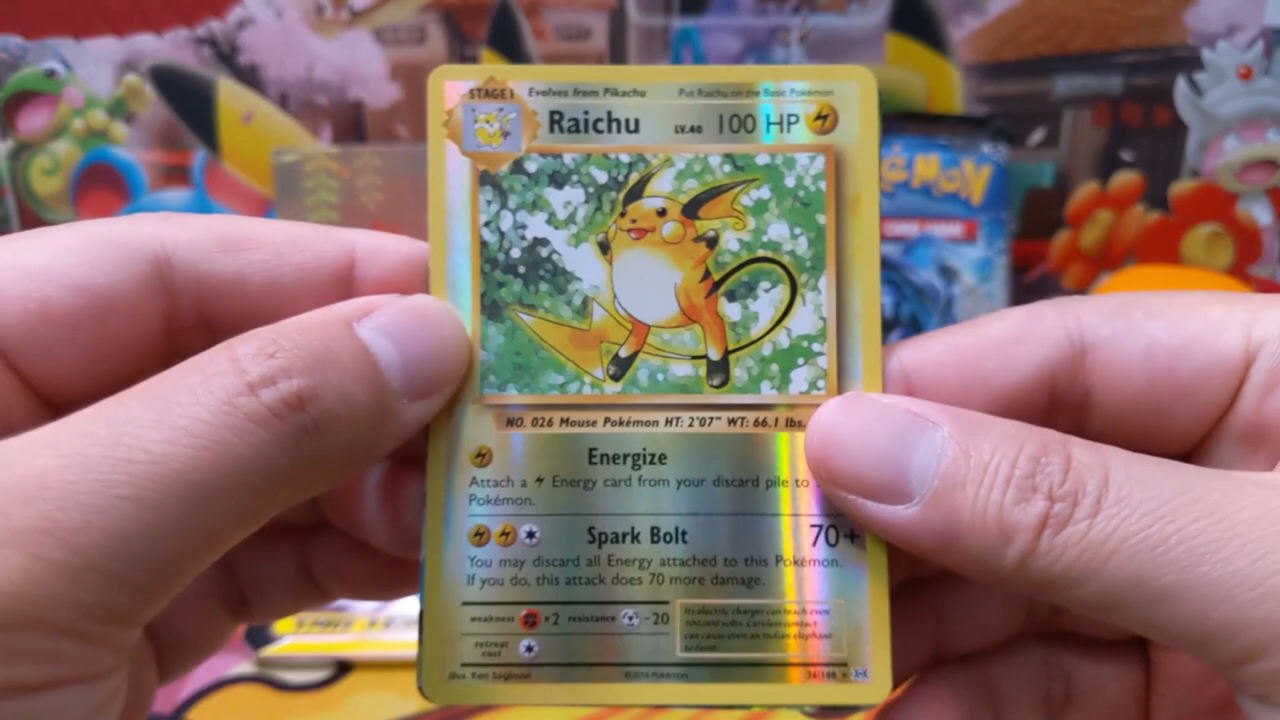 STAGE 1 Evolves from Pikachu Put Raichu on the Basic Pokémon
Raichu LV.40 100 HP
NO. 026 Mouse Pokémon HT: 2'07" WT: 66.1 lbs.
Energize
Attach a Energy card from your discard pile to
Pokémon.
Spark Bolt 70+
You may discard all Energy attached to this Pokémon.
If you do, this attack does 70 more damage.
weakness ×2 resistance -20
retreat
cost
Its electric charges can reach even
100,000 volts. Careless contact
can cause even an Indian elephant
to faint.
Illus. Ken Sugimori ©2016 Pokémon 36/108
POKéMON